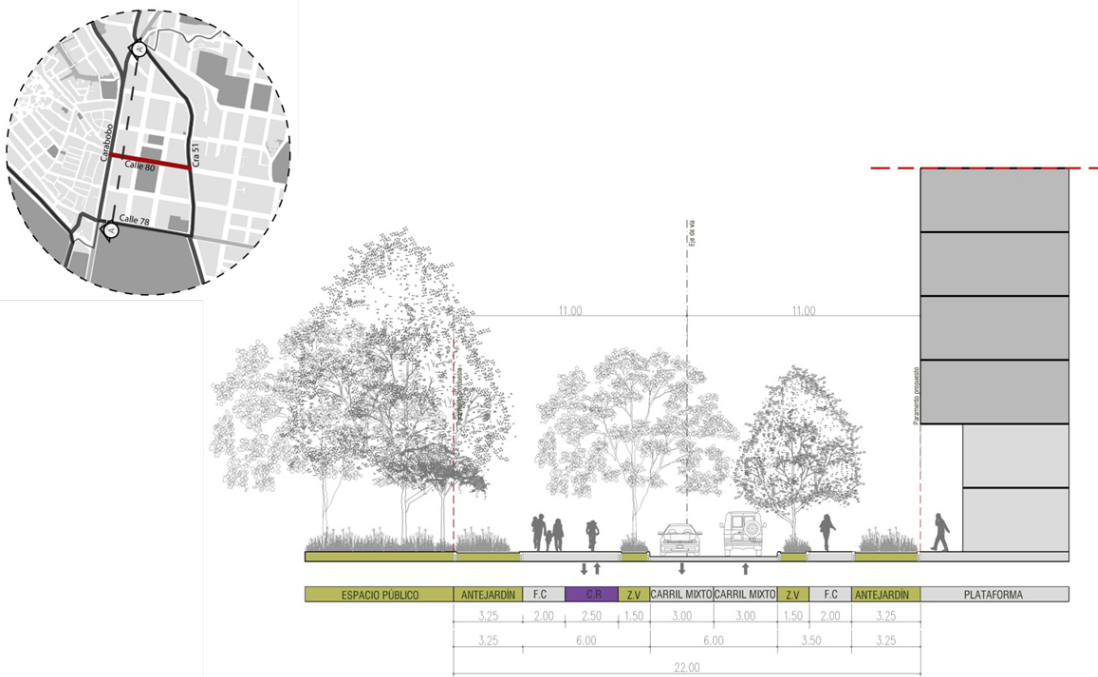 A
Carabobo
Cra 51
Calle 80
Calle 78
A
Eje de vía
11.00 11.00
Paramento propuesto
ESPACIO PÚBLICO ANTEJARDÍN F.C C.R Z.V CARRIL MIXTO CARRIL MIXTO Z.V F.C ANTEJARDÍN PLATAFORMA
3.25 2.00 2.50 1.50 3.00 3.00 1.50 2.00 3.25
3.25 6.00 6.00 3.50 3.25
22.00